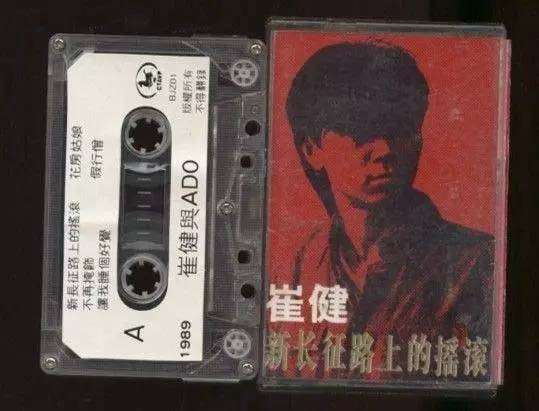 BJZ01
版權所有
不得翻錄
新長征路上的搖滾 花房姑娘
不再掩飾 假行僧
讓我睡個好覺
A
崔健與ADO
1989
崔健
新长征路上的摇滚